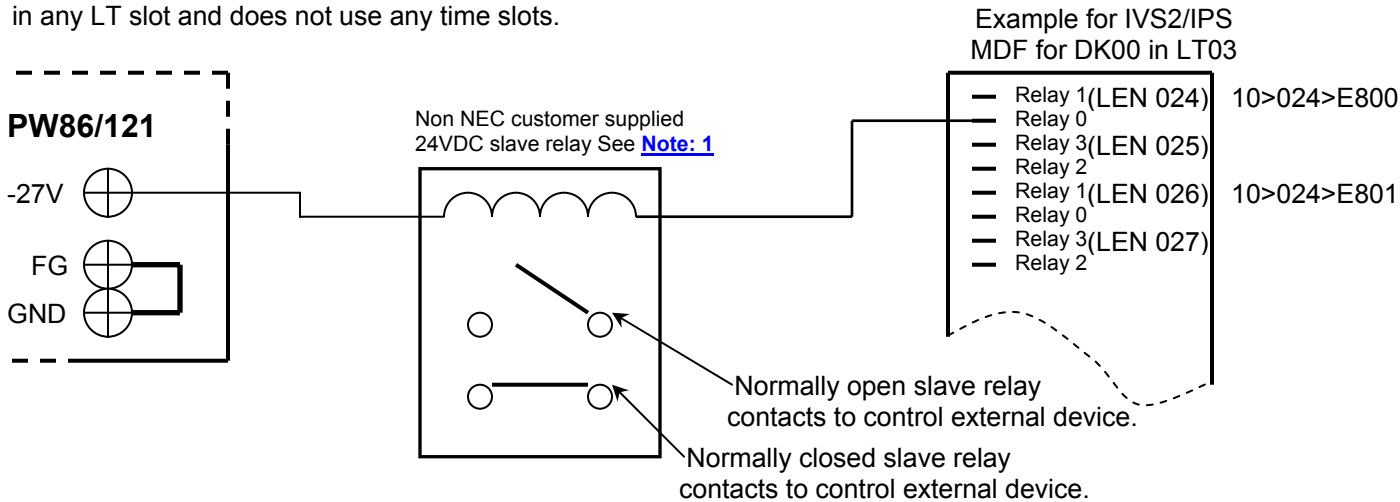 in any LT slot and does not use any time slots.
Example for IVS2/IPS
MDF for DK00 in LT03
PW86/121
-27V
FG
GND
Non NEC customer supplied
24VDC slave relay See Note: 1
Relay 1(LEN 024) 10>024>E800
Relay 0
Relay 3(LEN 025)
Relay 2
Relay 1(LEN 026) 10>024>E801
Relay 0
Relay 3(LEN 027)
Relay 2
Normally open slave relay
contacts to control external device.
Normally closed slave relay
contacts to control external device.